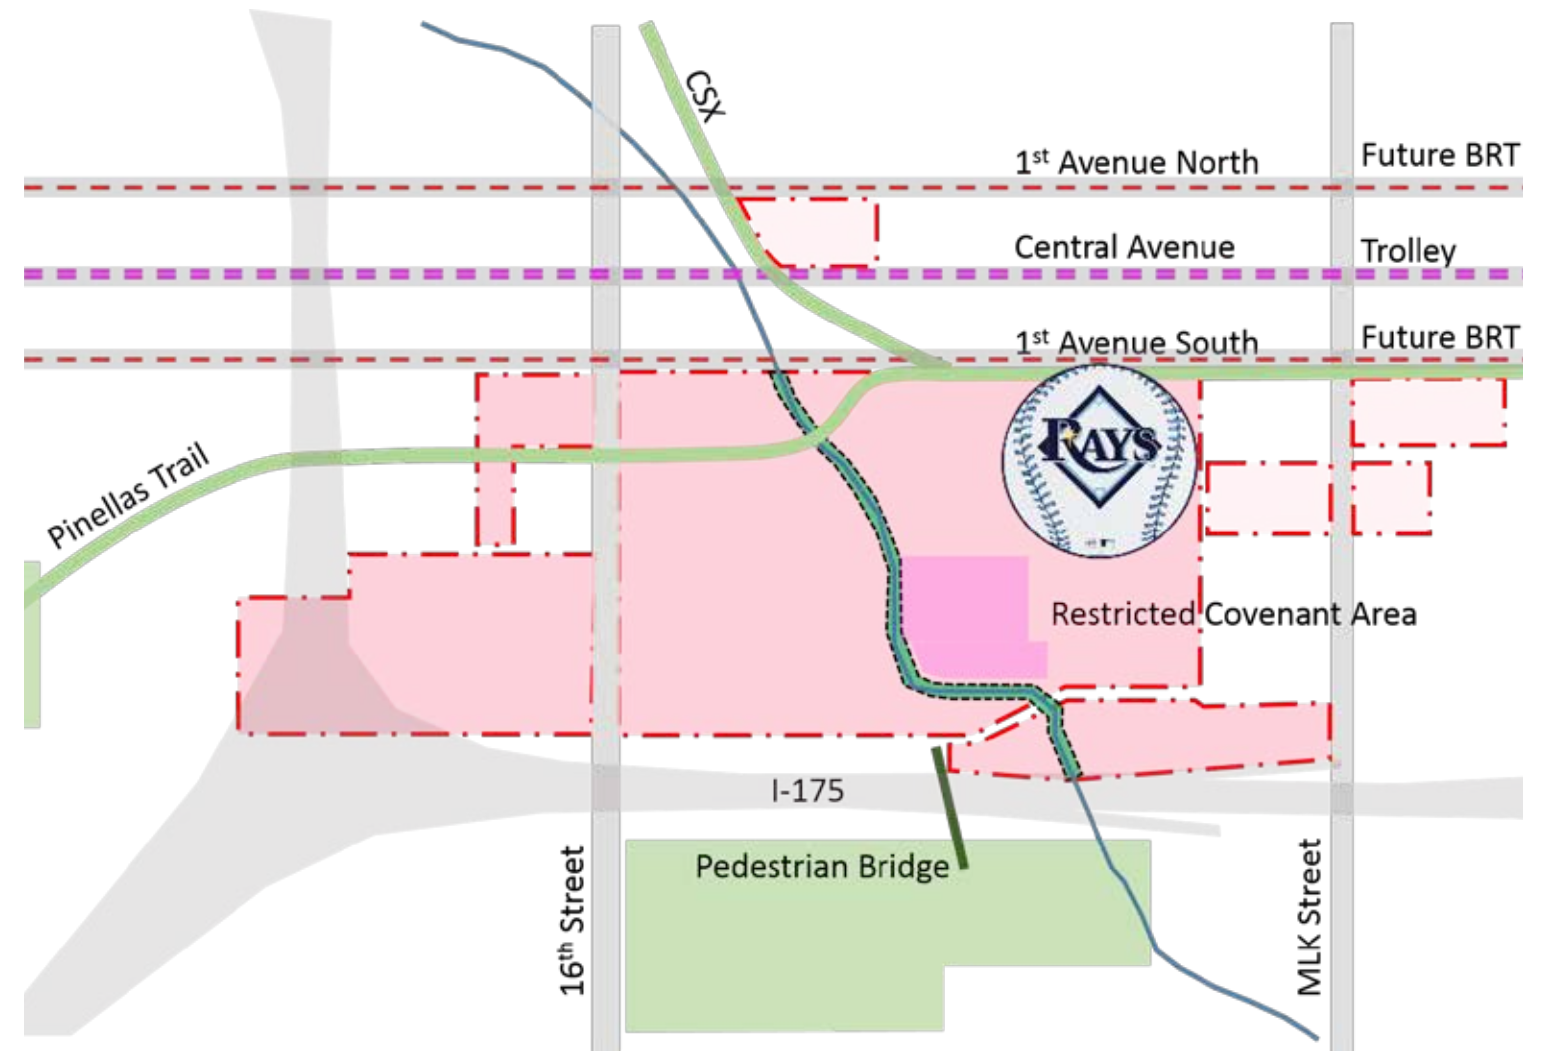 CSX
1st Avenue North
Future BRT
Central Avenue
Trolley
1st Avenue South
Future BRT
RAYS
Pinellas Trail
Restricted Covenant Area
I-175
Pedestrian Bridge
16th Street
MLK Street